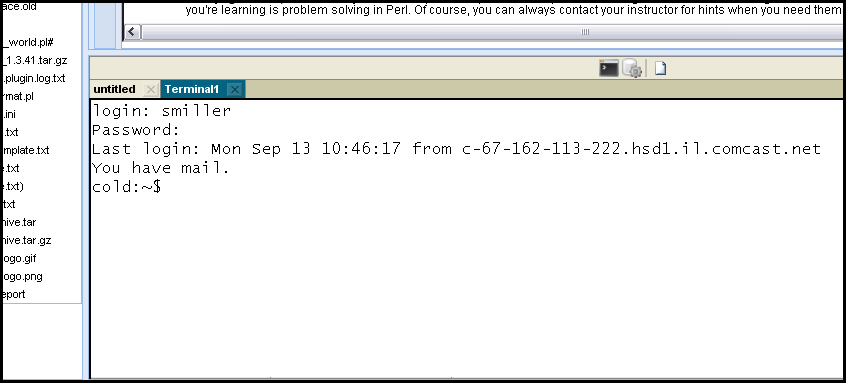 ace.old
_world.pl#
_1.3.41.tar.gz
.plugin.log.txt
rmat.pl
.ini
.txt
mplate.txt
e.txt
e.txt)
.txt
hive.tar
hive.tar.gz
ogo.gif
ogo.png
eport
you're learning is problem solving in Perl. Of course, you can always contact your instructor for hints when you need them
untitled
Terminal1
login: smiller
Password:
Last login: Mon Sep 13 10:46:17 from c-67-162-113-222.hsd1.il.comcast.net
You have mail.
cold:~$